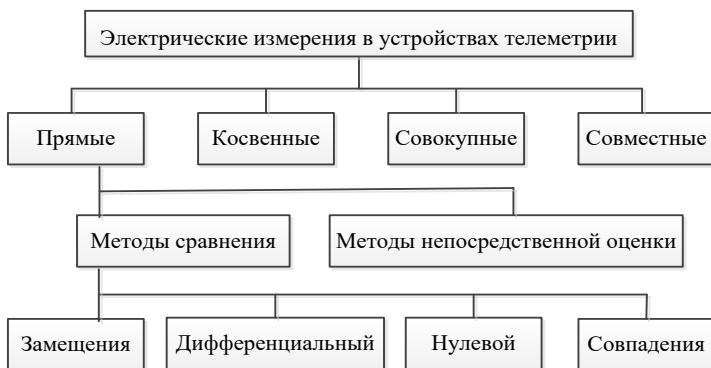 Электрические измерения в устройствах телеметрии
Прямые
Косвенные
Совокупные
Совместные
Методы сравнения
Методы непосредственной оценки
Замещения
Дифференциальный
Нулевой
Совпадения